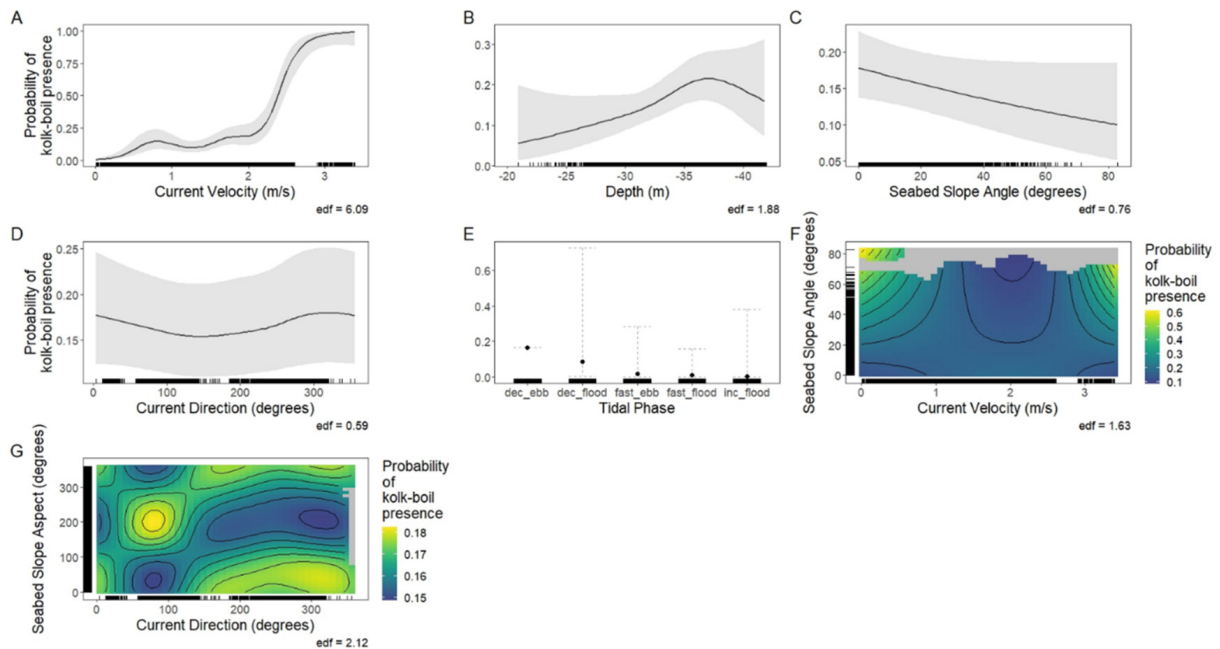 A
Probability of
kolk-boil presence
1.00
0.75
0.50
0.25
0.00
0
1
2
3
Current Velocity (m/s)
edf = 6.09
B
0.3
0.2
0.1
0.0
-20
-25
-30
-35
-40
Depth (m)
edf = 1.88
C
0.20
0.15
0.10
0.05
0
20
40
60
80
Seabed Slope Angle (degrees)
edf = 0.76
D
Probability of
kolk-boil presence
0.25
0.20
0.15
0
100
200
300
Current Direction (degrees)
edf = 0.59
E
0.6
0.4
0.2
0.0
dec_ebb
dec_flood
fast_ebb
fast_flood
inc_flood
Tidal Phase
F
Seabed Slope Angle (degrees)
80
60
40
20
0
0
1
2
3
Current Velocity (m/s)
edf = 1.63
Probability
of
kolk-boil
presence
0.6
0.5
0.4
0.3
0.2
0.1
G
Seabed Slope Aspect (degrees)
300
200
100
0
0
100
200
300
Current Direction (degrees)
edf = 2.12
Probability
of
kolk-boil
presence
0.18
0.17
0.16
0.15